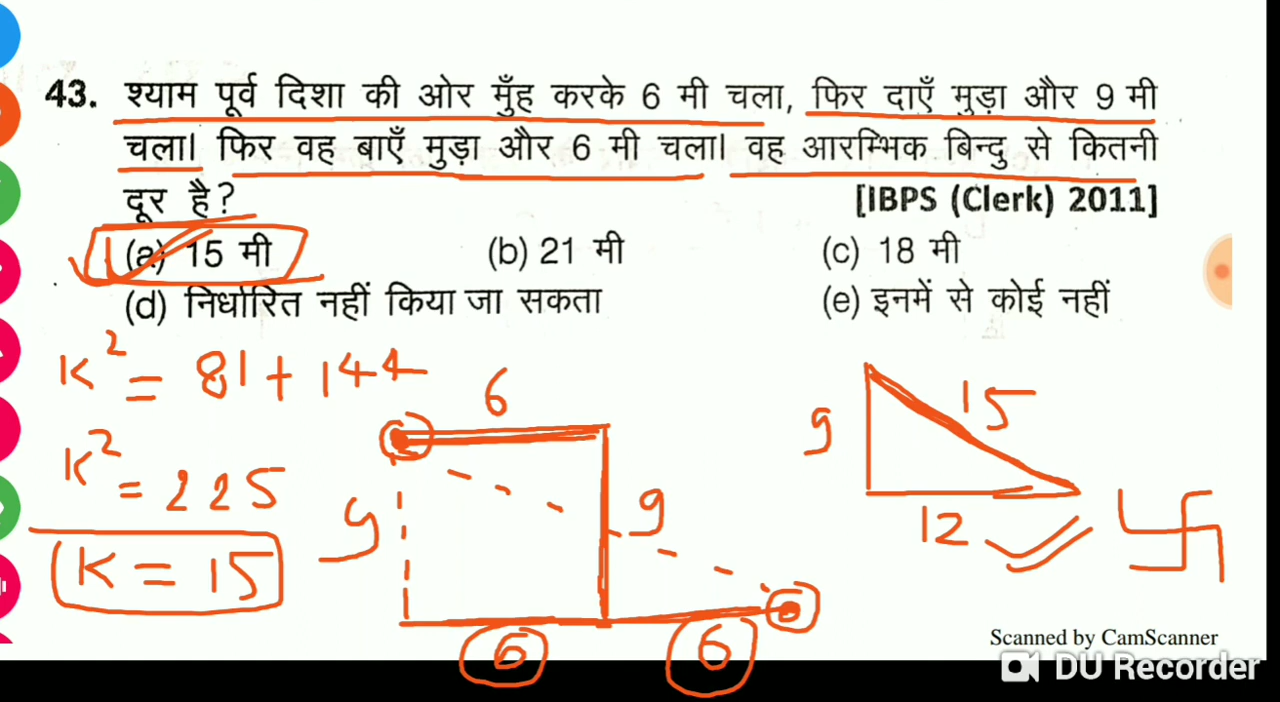 43. श्याम पूर्व दिशा की ओर मुँह करके 6 मी चला, फिर दाएँ मुड़ा और 9 मी
चला। फिर वह बाएँ मुड़ा और 6 मी चला। वह आरम्भिक बिन्दु से कितनी
दूर है? [IBPS (Clerk) 2011]
(a) 15 मी (b) 21 मी (c) 18 मी
(d) निर्धारित नहीं किया जा सकता (e) इनमें से कोई नहीं
K² = 81 + 144
K² = 225
K = 15
6
9
9
6
6
9
15
12
Scanned by CamScanner
DU Recorder